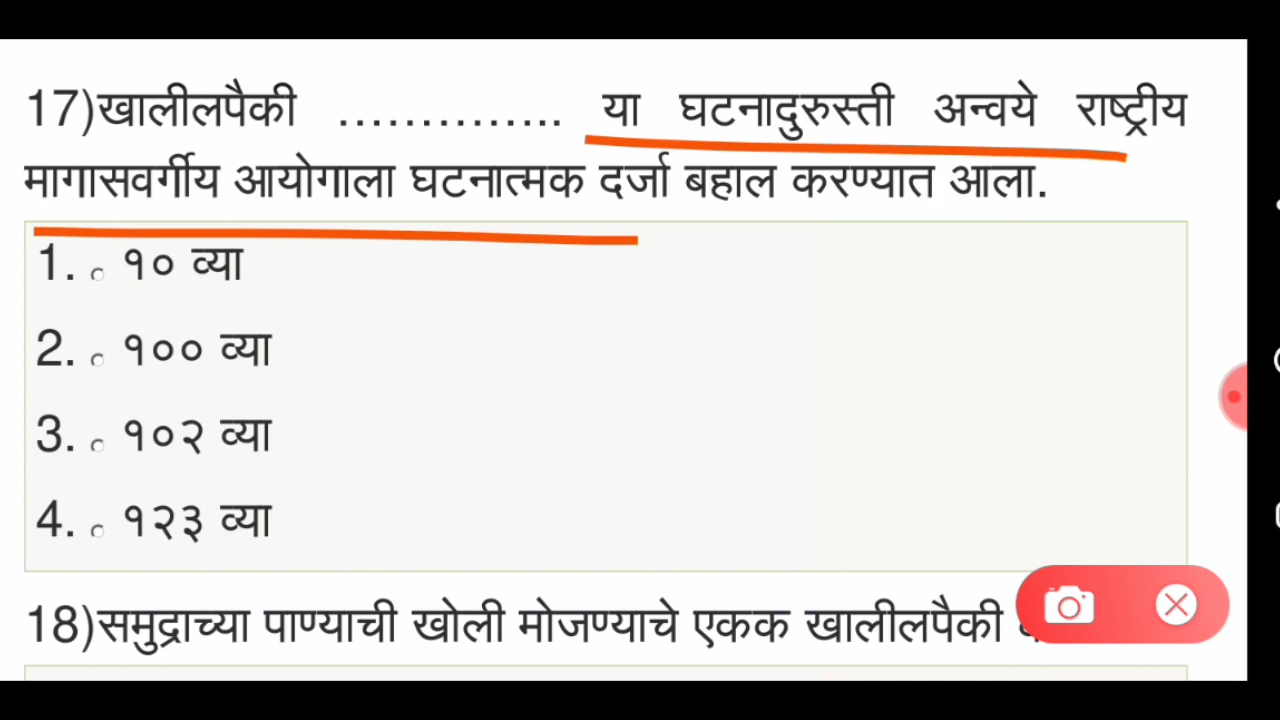 17)खालीलपैकी ………….. या घटनादुरुस्ती अन्वये राष्ट्रीय
मागासवर्गीय आयोगाला घटनात्मक दर्जा बहाल करण्यात आला.
1. १० व्या
2. १०० व्या
3. १०२ व्या
4. १२३ व्या
18)समुद्राच्या पाण्याची खोली मोजण्याचे एकक खालीलपैकी